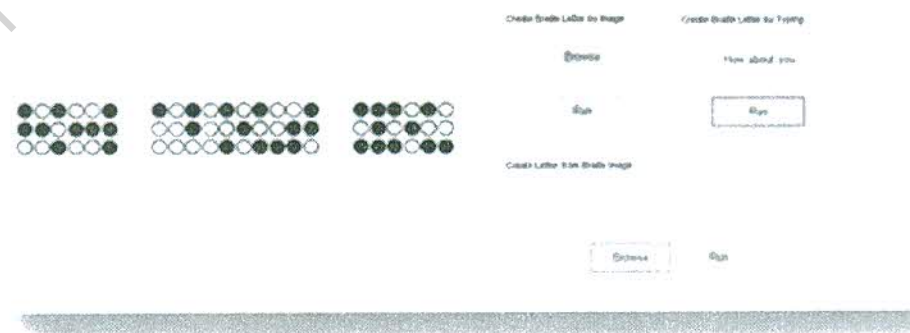 Create Braille Letter by Image
Create Braille Letter by Typing
Browse
How about you
⠓⠕⠺ ⠁⠃⠕⠥⠞ ⠽⠕⠥
Run
Run
Create Letter from Braille Image
Browse
Run